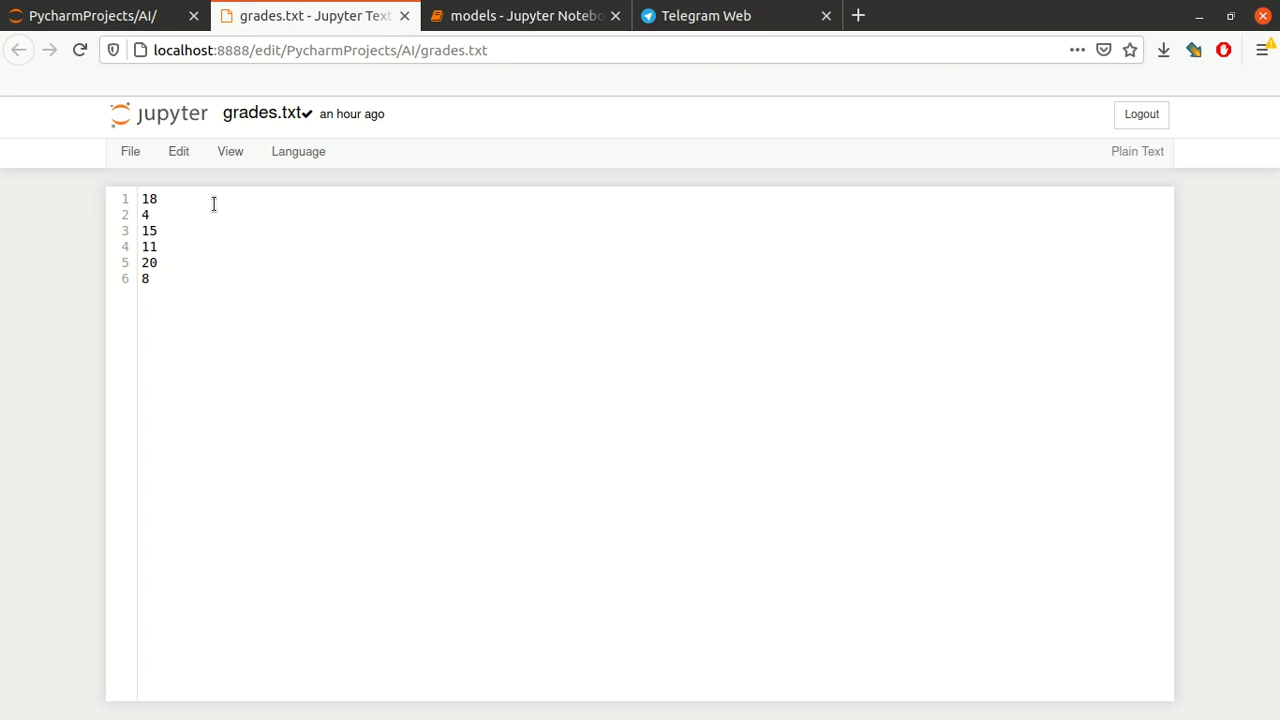 PycharmProjects/AI/
grades.txt - Jupyter Text
models - Jupyter Notebo
Telegram Web
localhost:8888/edit/PycharmProjects/AI/grades.txt
jupyter grades.txt✔ an hour ago
Logout
File Edit View Language
Plain Text
1 18
2 4
3 15
4 11
5 20
6 8